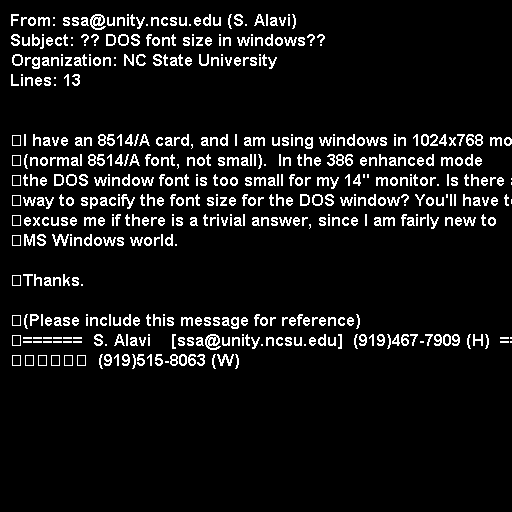 From: ssa@unity.ncsu.edu (S. Alavi)
Subject: ?? DOS font size in windows??
Organization: NC State University
Lines: 13
I have an 8514/A card, and I am using windows in 1024x768
(normal 8514/A font, not small).  In the 386 enhanced mode
the DOS window font is too small for my 14" monitor. Is there
way to spacify the font size for the DOS window? You'll have
excuse me if there is a trivial answer, since I am fairly new to
MS Windows world.
Thanks.
(Please include this message for reference)
======  S. Alavi    [ssa@unity.ncsu.edu]  (919)467-7909 (H)  ==
(919)515-8063 (W)